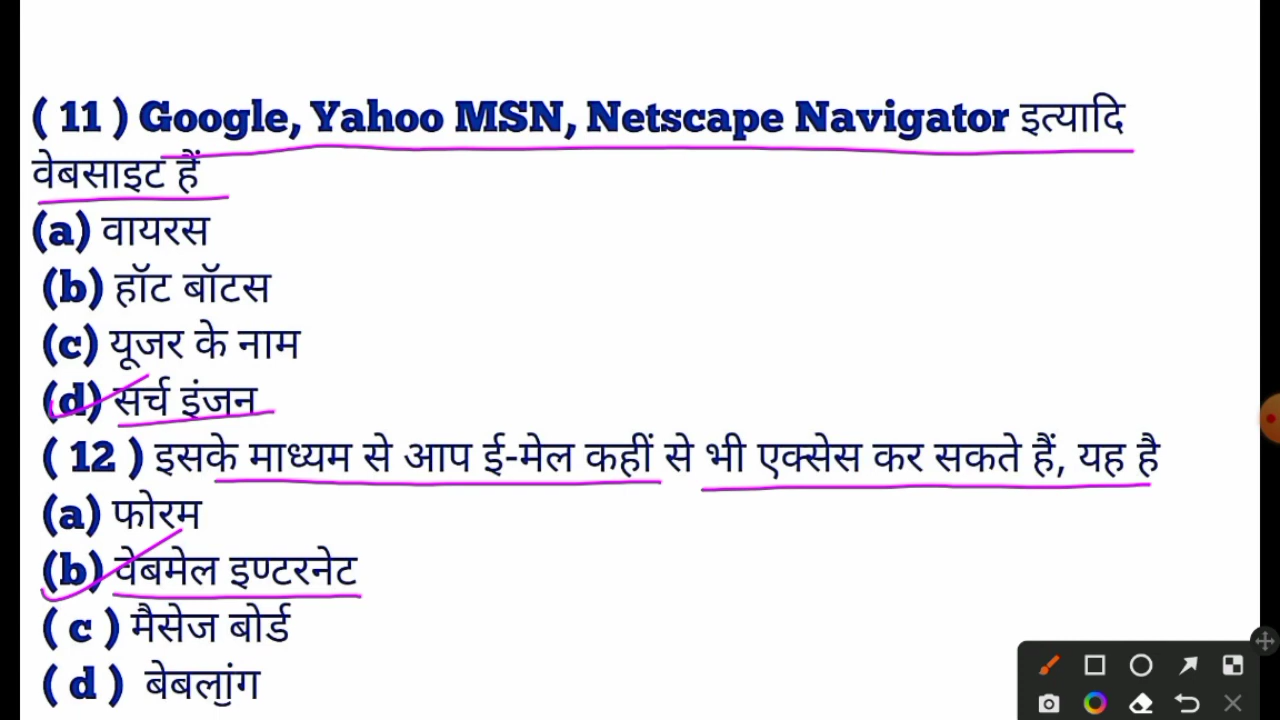 ( 11 ) Google, Yahoo MSN, Netscape Navigator इत्यादि
वेबसाइट हैं
(a) वायरस
(b) हॉट बॉटस
(c) यूजर के नाम
(d) सर्च इंजन
( 12 ) इसके माध्यम से आप ई-मेल कहीं से भी एक्सेस कर सकते हैं, यह है
(a) फोरम
(b) वेबमेल इण्टरनेट
( c ) मैसेज बोर्ड
( d ) बेबलृांग